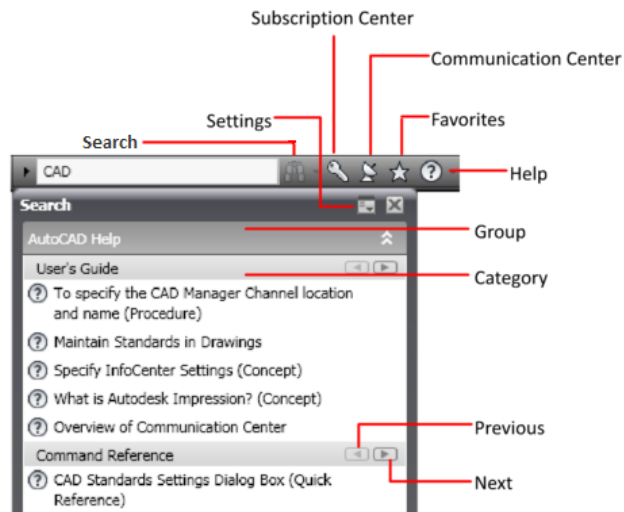 Subscription Center
Communication Center
Settings
Favorites
Search
CAD
Help
Search
Group
AutoCAD Help
User's Guide
Category
To specify the CAD Manager Channel location
and name (Procedure)
Maintain Standards in Drawings
Specify InfoCenter Settings (Concept)
What is Autodesk Impression? (Concept)
Overview of Communication Center
Previous
Command Reference
Next
CAD Standards Settings Dialog Box (Quick
Reference)